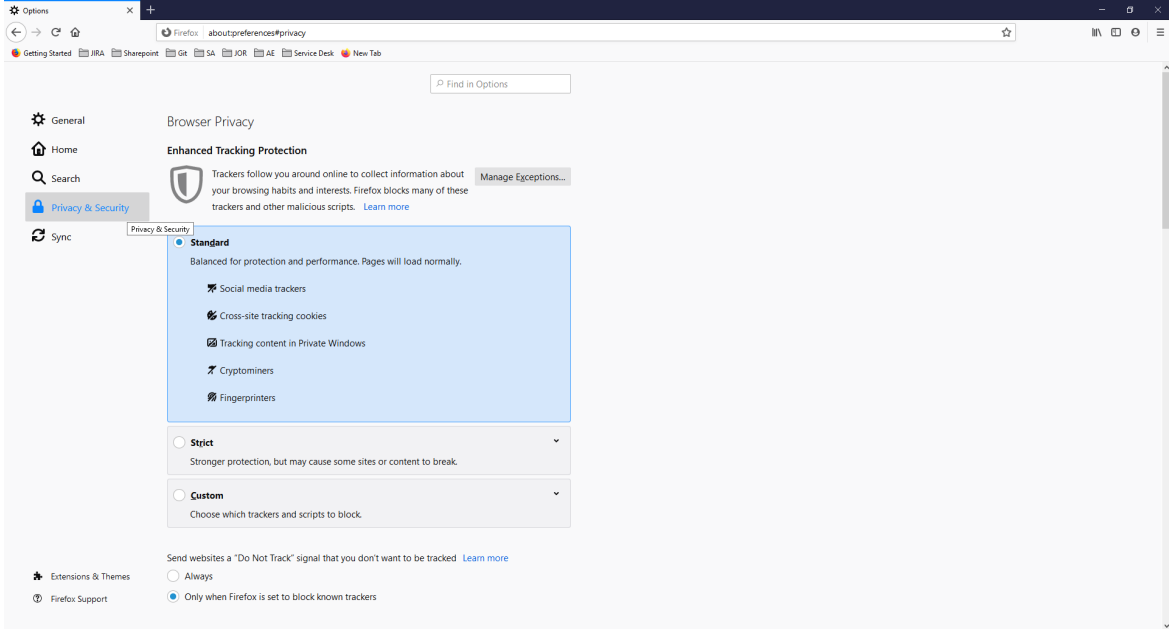 Options
Firefox about:preferences#privacy
Getting Started JIRA Sharepoint Git SA JOR AE Service Desk New Tab
Find in Options
General
Home
Search
Privacy & Security
Privacy & Security
Sync
Browser Privacy
Enhanced Tracking Protection
Trackers follow you around online to collect information about
your browsing habits and interests. Firefox blocks many of these
trackers and other malicious scripts. Learn more
Manage Exceptions...
Standard
Balanced for protection and performance. Pages will load normally.
Social media trackers
Cross-site tracking cookies
Tracking content in Private Windows
Cryptominers
Fingerprinters
Strict
Stronger protection, but may cause some sites or content to break.
Custom
Choose which trackers and scripts to block.
Send websites a “Do Not Track” signal that you don’t want to be tracked Learn more
Always
Only when Firefox is set to block known trackers
Extensions & Themes
Firefox Support